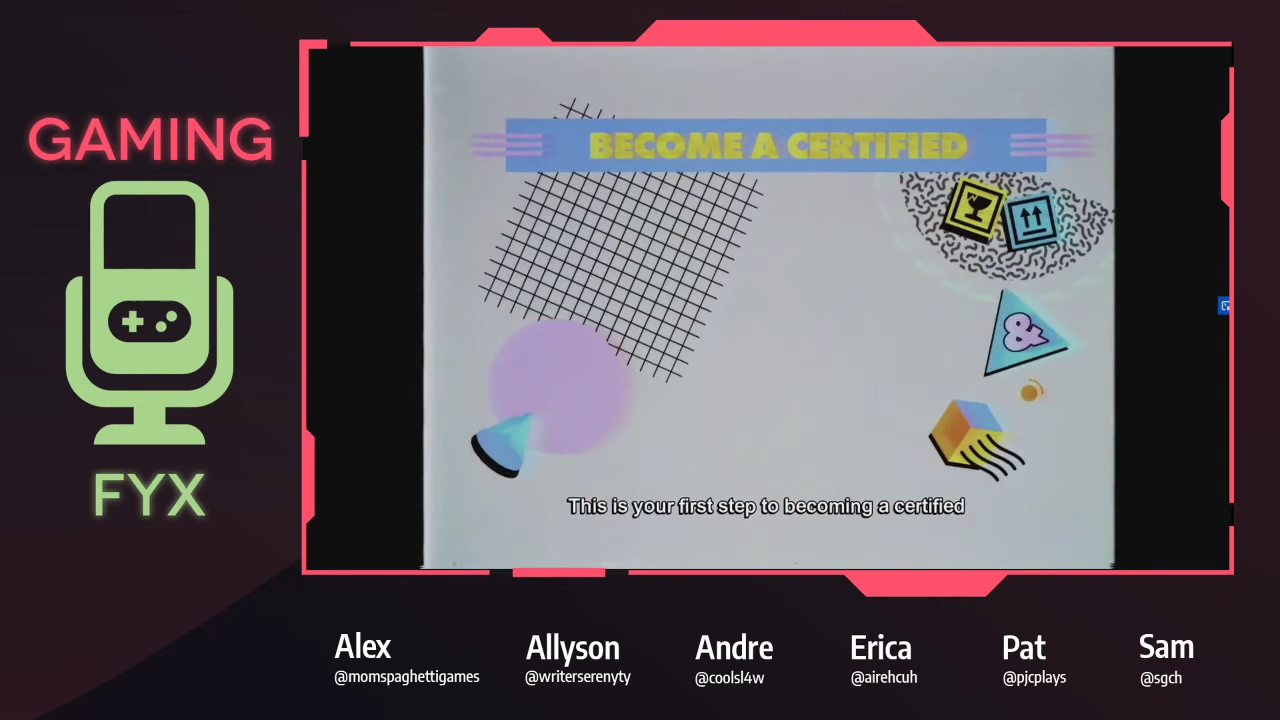 GAMING
FYX
BECOME A CERTIFIED
&
This is your first step to becoming a certified
Alex
@momspaghettigames
Allyson
@writerserenyty
Andre
@coolsl4w
Erica
@airehcuh
Pat
@pjcplays
Sam
@sgch